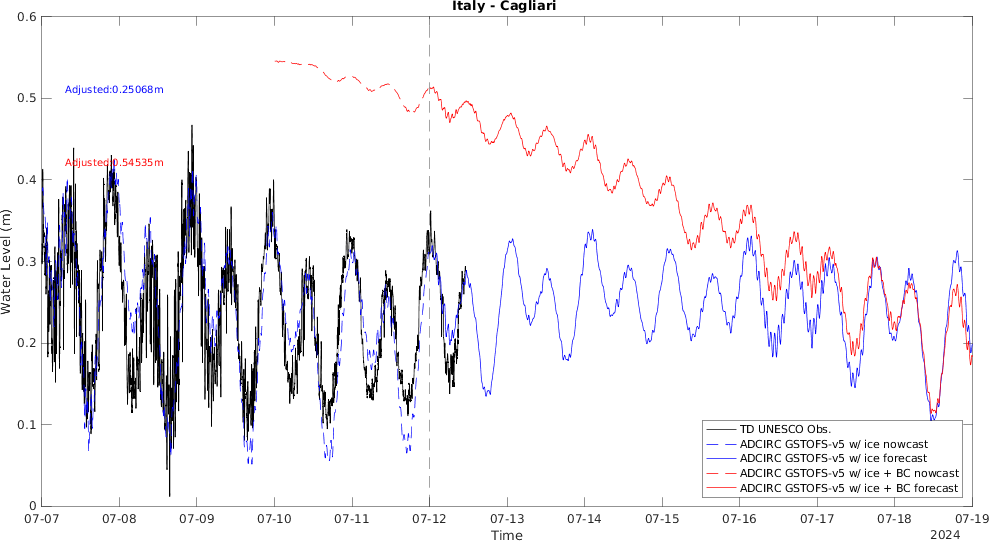 Italy - Cagliari
0.6
0.5
0.4
0.3
0.2
0.1
0
Water Level (m)
Adjusted:0.25068m
Adjusted:0.54535m
TD UNESCO Obs.
ADCIRC GSTOFS-v5 w/ ice nowcast
ADCIRC GSTOFS-v5 w/ ice forecast
ADCIRC GSTOFS-v5 w/ ice + BC nowcast
ADCIRC GSTOFS-v5 w/ ice + BC forecast
07-07 07-08 07-09 07-10 07-11 07-12 07-13 07-14 07-15 07-16 07-17 07-18 07-19
Time
2024